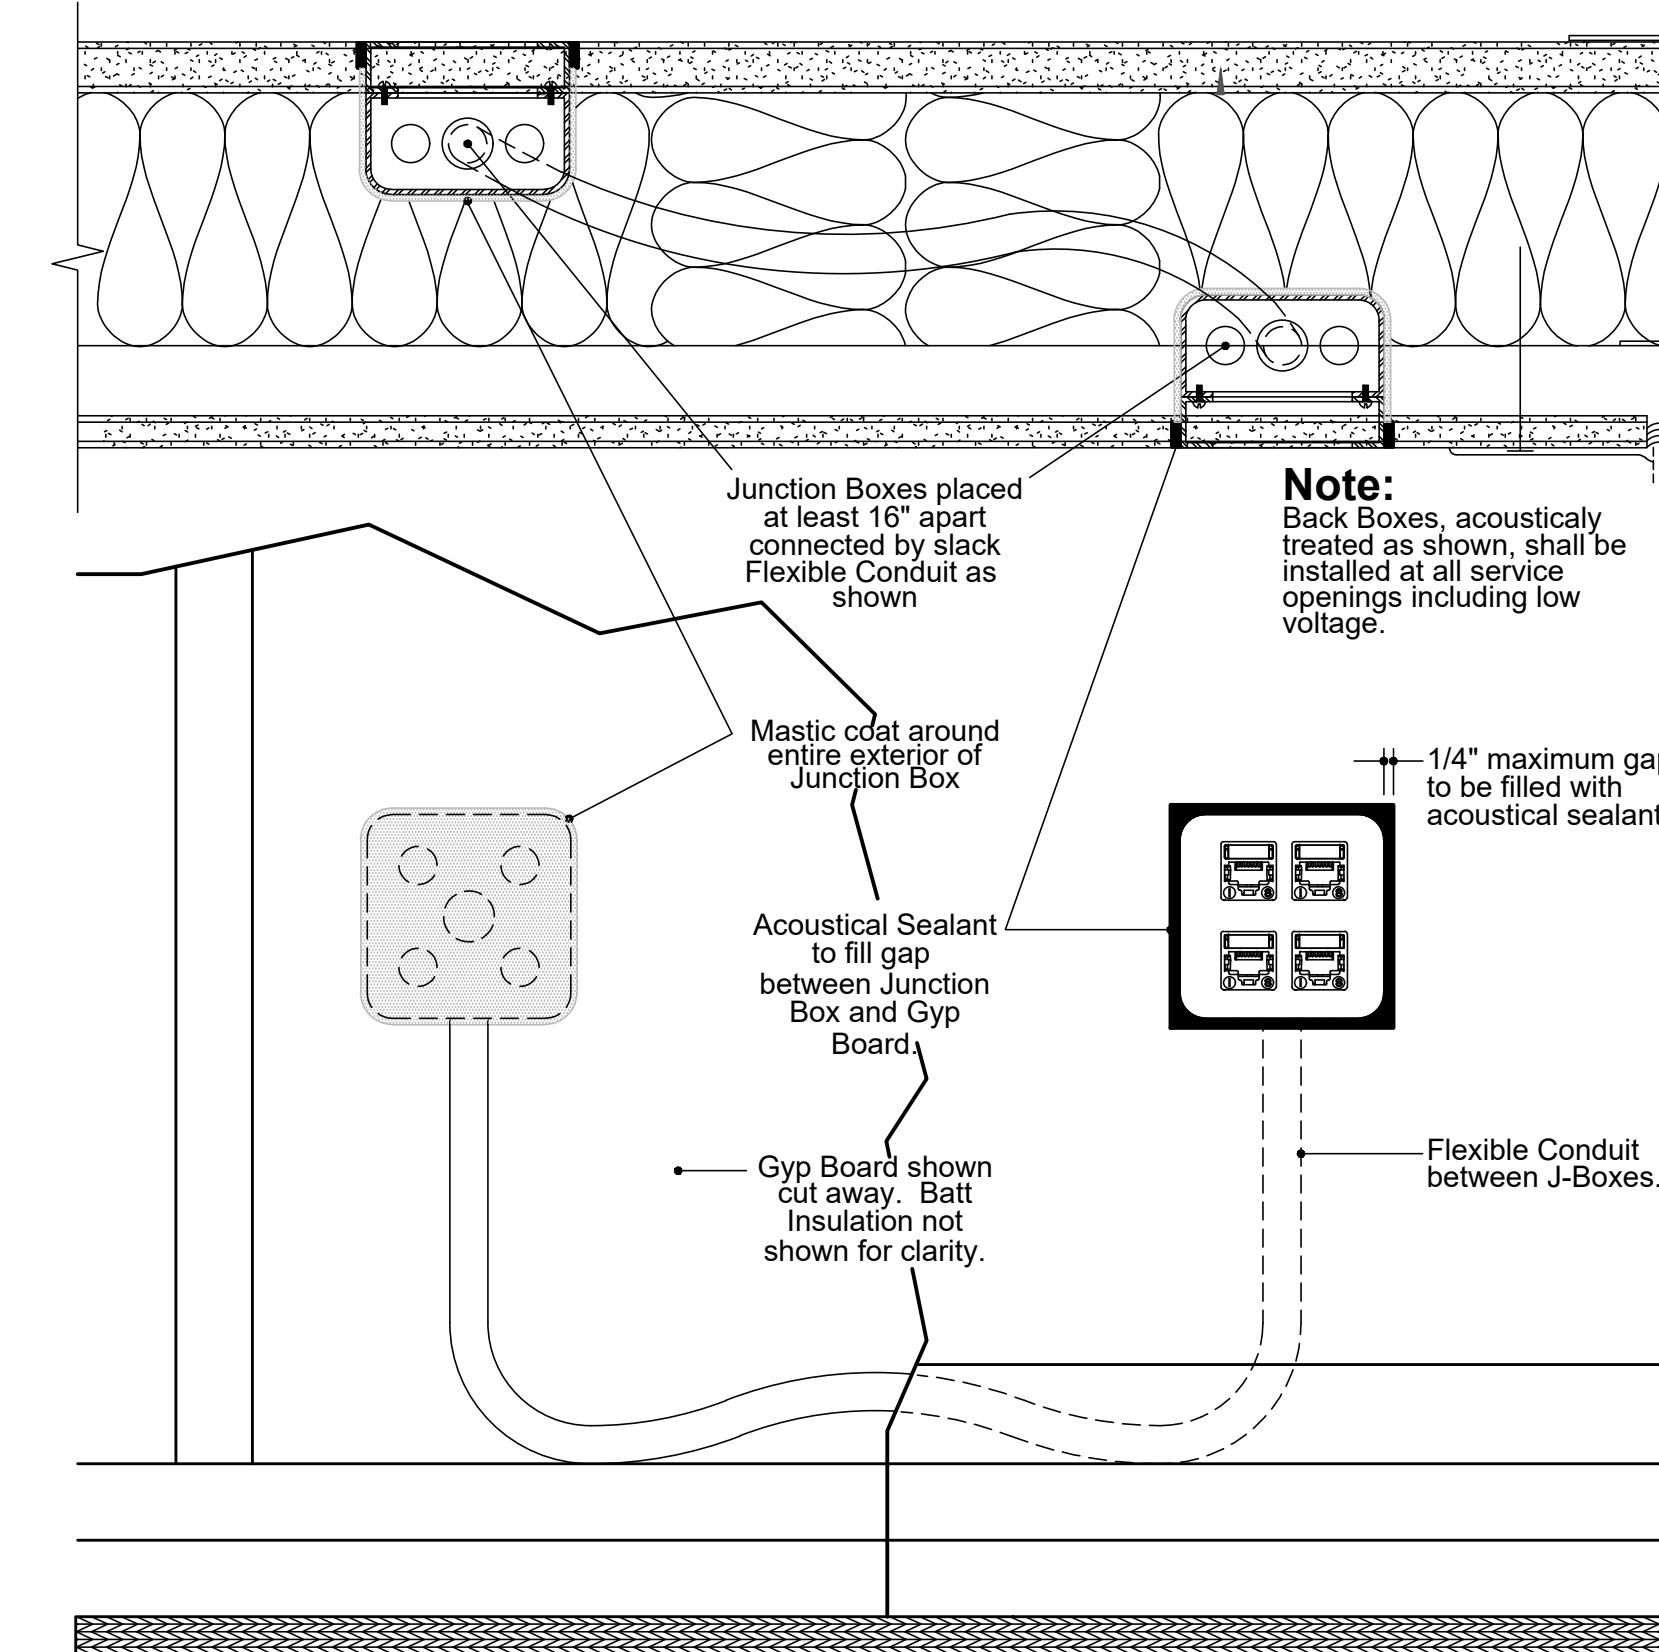 Junction Boxes placed
at least 16" apart
connected by slack
Flexible Conduit as
shown
Note:
Back Boxes, acousticaly
treated as shown, shall be
installed at all service
openings including low
voltage.
Mastic coat around
entire exterior of
Junction Box
1/4" maximum gap
to be filled with
acoustical sealant
Acoustical Sealant
to fill gap
between Junction
Box and Gyp
Board.
Gyp Board shown
cut away.  Batt
Insulation not
shown for clarity.
Flexible Conduit
between J-Boxes.